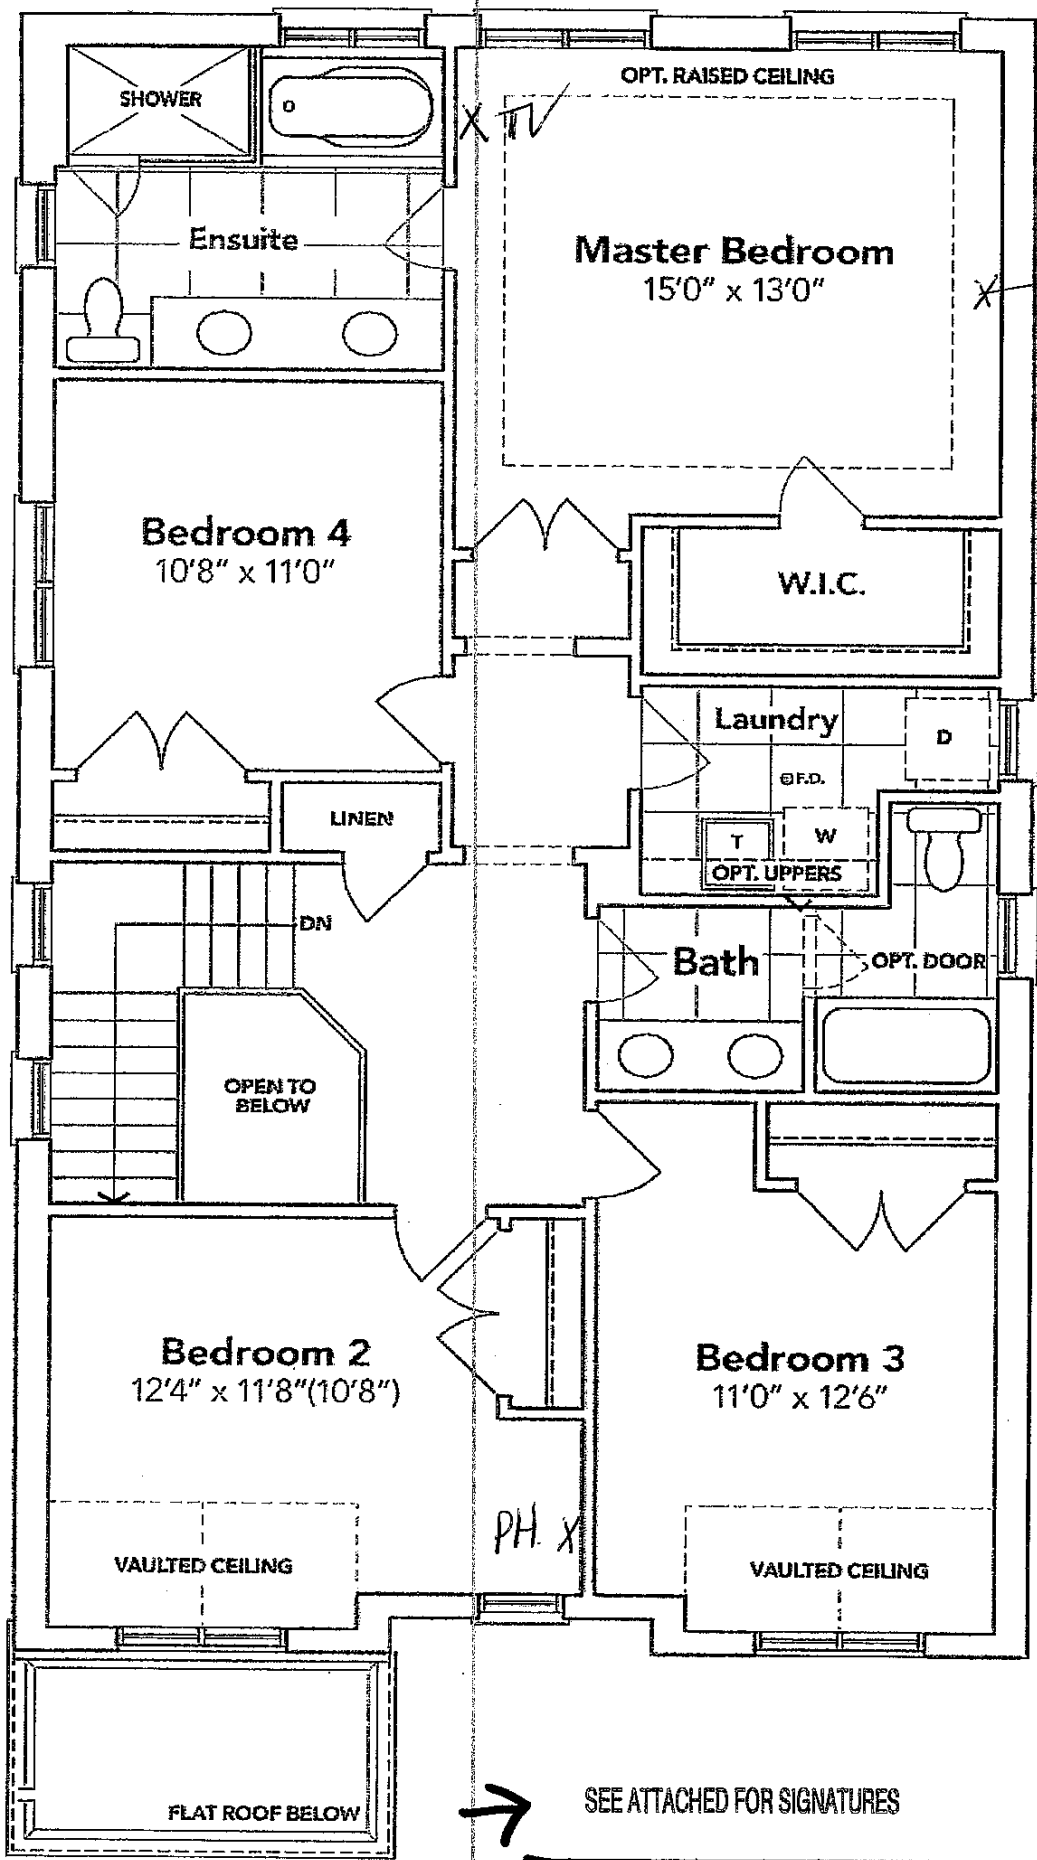 OPT. RAISED CEILING
SHOWER
X TV
Ensuite
Master Bedroom
15'0" x 13'0"
X
Bedroom 4
10'8" x 11'0"
W.I.C.
Laundry
D
F.D.
LINEN
T
W
OPT. UPPERS
DN
Bath
OPT. DOOR
OPEN TO
BELOW
Bedroom 2
12'4" x 11'8"(10'8")
Bedroom 3
11'0" x 12'6"
PH. X
VAULTED CEILING
VAULTED CEILING
FLAT ROOF BELOW
SEE ATTACHED FOR SIGNATURES